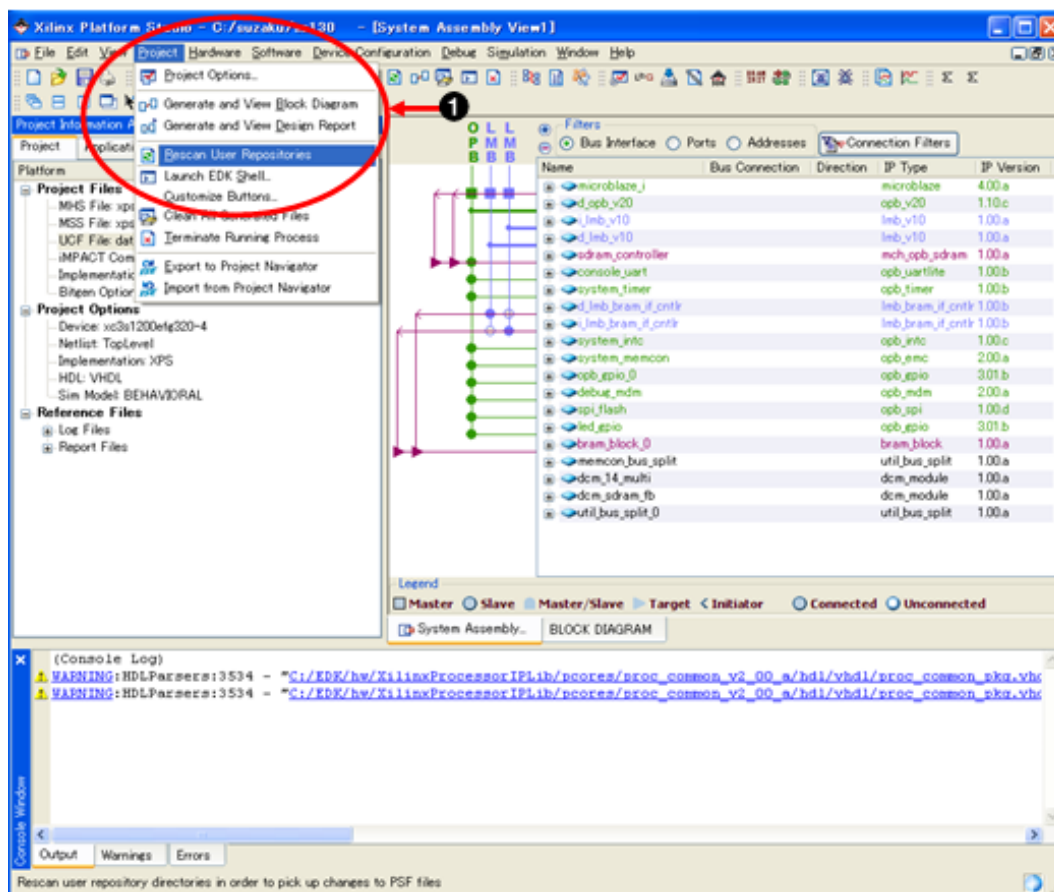 Xilinx Platform Studio - C:/suzaku/ - [System Assembly View1]
File Edit View Project Hardware Software Device Configuration Debug Simulation Window Help
Project Options...
Generate and View Block Diagram
Generate and View Design Report
Rescan User Repositories
Launch EDK Shell...
Customize Buttons...
Clean All Generated Files
Terminate Running Process
Export to Project Navigator
Import from Project Navigator
1
Project Information
Project
Platform
Project Files
MHS File: xps
MSS File: xps
UCF File: dat
iMPACT Com
Implementatic
Bitgen Option
Project Options
Device: xc3s1200efg320-4
Netlist: TopLevel
Implementation: XPS
HDL: VHDL
Sim Model: BEHAVIORAL
Reference Files
Log Files
Report Files
O L L
P M M
B B B
Filters
Bus Interface Ports Addresses Connection Filters
Name Bus Connection Direction IP Type IP Version
microblaze_i microblaze 4.00.a
d_opb_v20 opb_v20 1.10.c
i_lmb_v10 lmb_v10 1.00.a
d_lmb_v10 lmb_v10 1.00.a
sdram_controller mch_opb_sdram 1.00.a
console_uart opb_uartlite 1.00.b
system_timer opb_timer 1.00.b
d_lmb_bram_if_cntlr lmb_bram_if_cntlr 1.00.b
i_lmb_bram_if_cntlr lmb_bram_if_cntlr 1.00.b
system_intc opb_intc 1.00.c
system_memcon opb_emc 2.00.a
opb_gpio_0 opb_gpio 3.01.b
debug_mdm opb_mdm 2.00.a
spi_flash opb_spi 1.00.d
led_gpio opb_gpio 3.01.b
bram_block_0 bram_block 1.00.a
memcon_bus_split util_bus_split 1.00.a
dcm_14_multi dcm_module 1.00.a
dcm_sdram_fb dcm_module 1.00.a
util_bus_split_0 util_bus_split 1.00.a
Legend
Master Slave Master/Slave Target Initiator Connected Unconnected
System Assembly... BLOCK DIAGRAM
(Console Log)
WARNING:HDLParsers:3534 - "C:/EDK/hw/XilinxProcessorIPLib/pcores/proc_common_v2_00_a/hdl/vhdl/proc_common_pkg.vhd
WARNING:HDLParsers:3534 - "C:/EDK/hw/XilinxProcessorIPLib/pcores/proc_common_v2_00_a/hdl/vhdl/proc_common_pkg.vhd
Console Window
Output Warnings Errors
Rescan user repository directories in order to pick up changes to PSF files